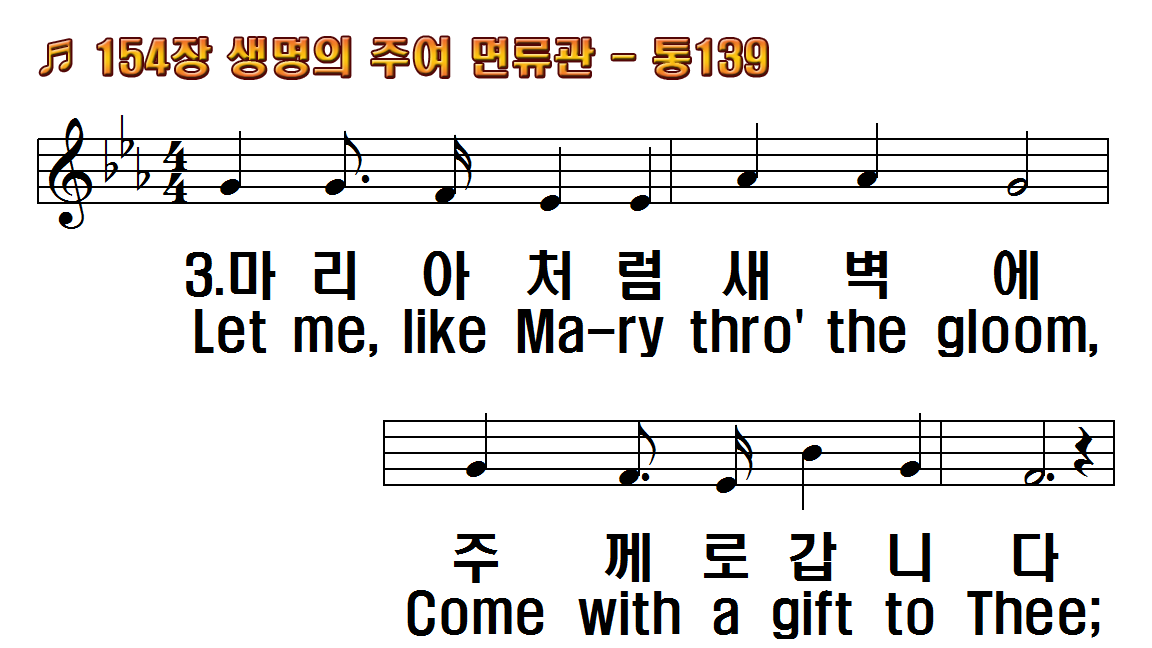 ♬ 154장 생명의 주여 면류관 - 통139
4/4
3.마 리 아 처 럼 새 벽 에
Let me, like Ma-ry thro' the gloom,
주 께 로 갑 니 다
Come with a gift to Thee;